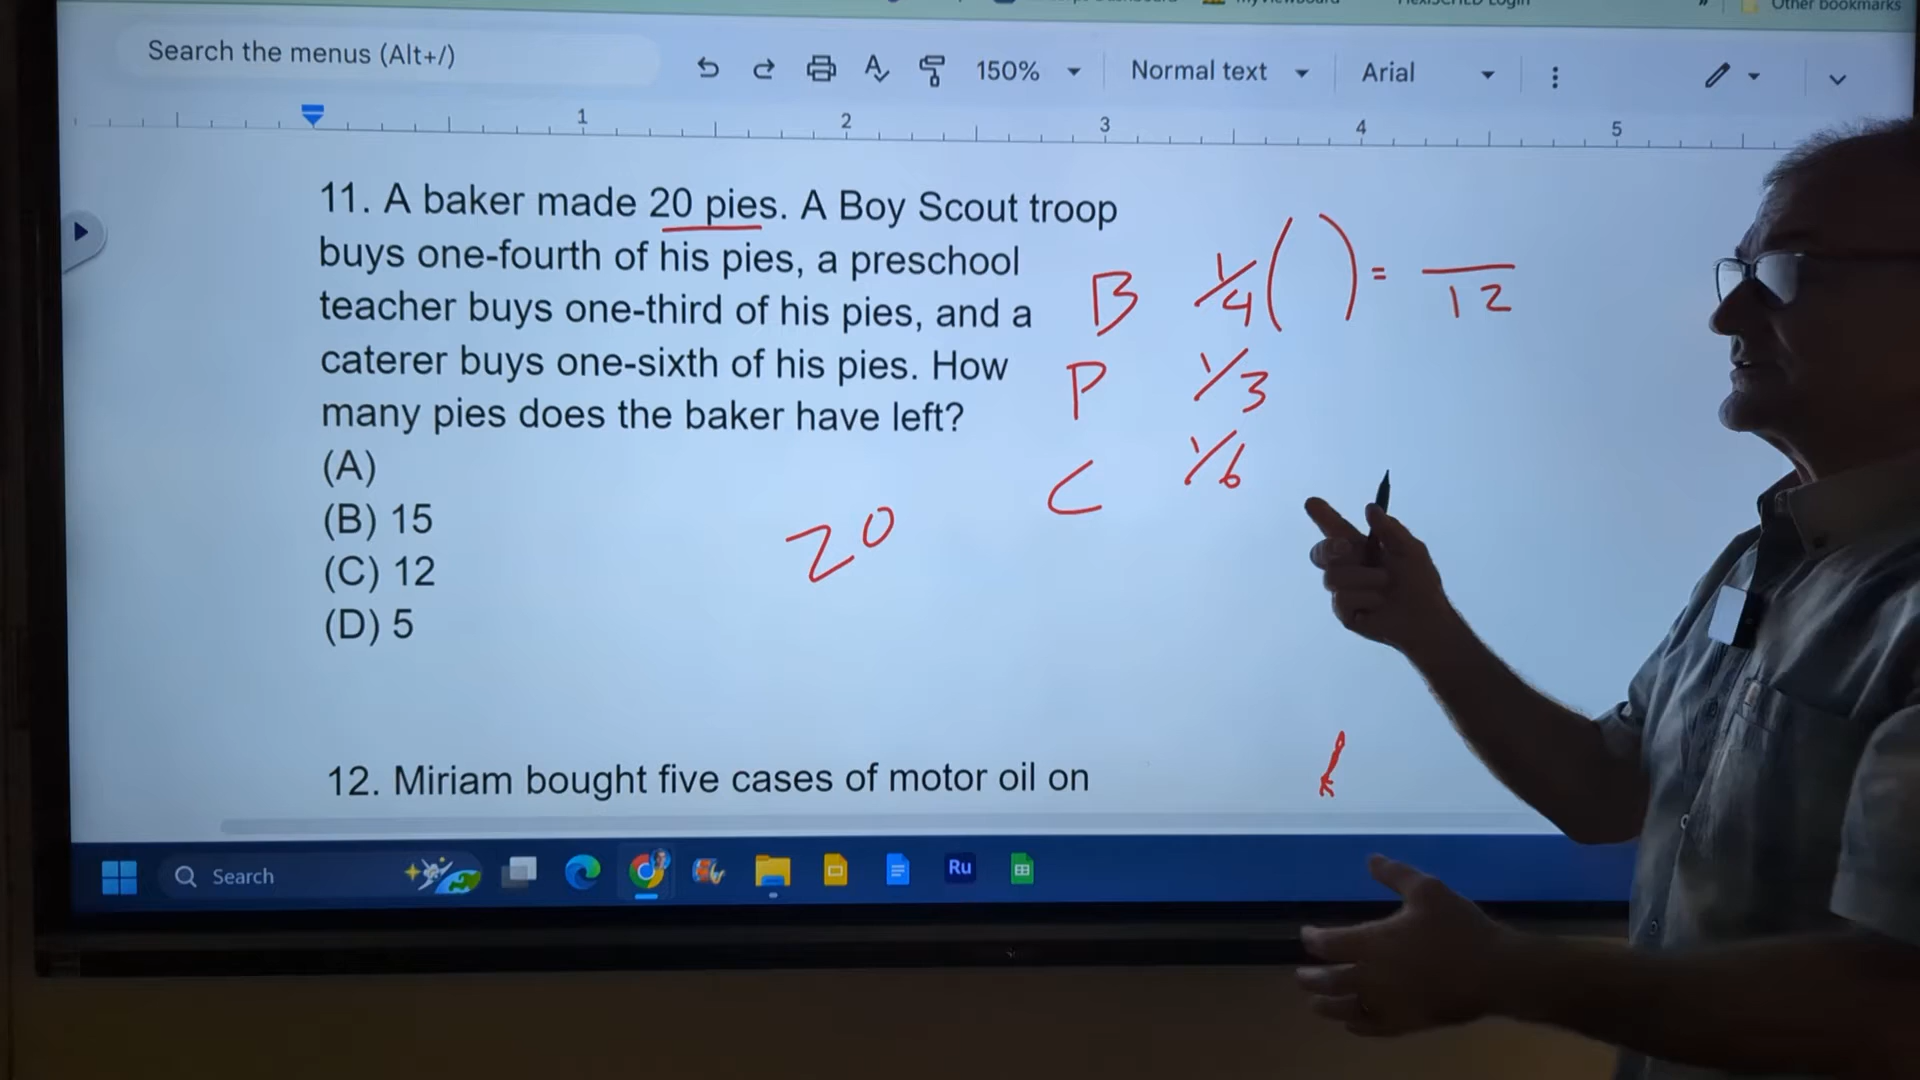 Other bookmarks
Search the menus (Alt+/)
150%
Normal text
Arial
1 2 3 4 5
11. A baker made 20 pies. A Boy Scout troop
buys one-fourth of his pies, a preschool
teacher buys one-third of his pies, and a
caterer buys one-sixth of his pies. How
many pies does the baker have left?
(A)
(B) 15
(C) 12
(D) 5
B 1/4 ( ) = /12
P 1/3
C 1/6
20
12. Miriam bought five cases of motor oil on
Search
Ru